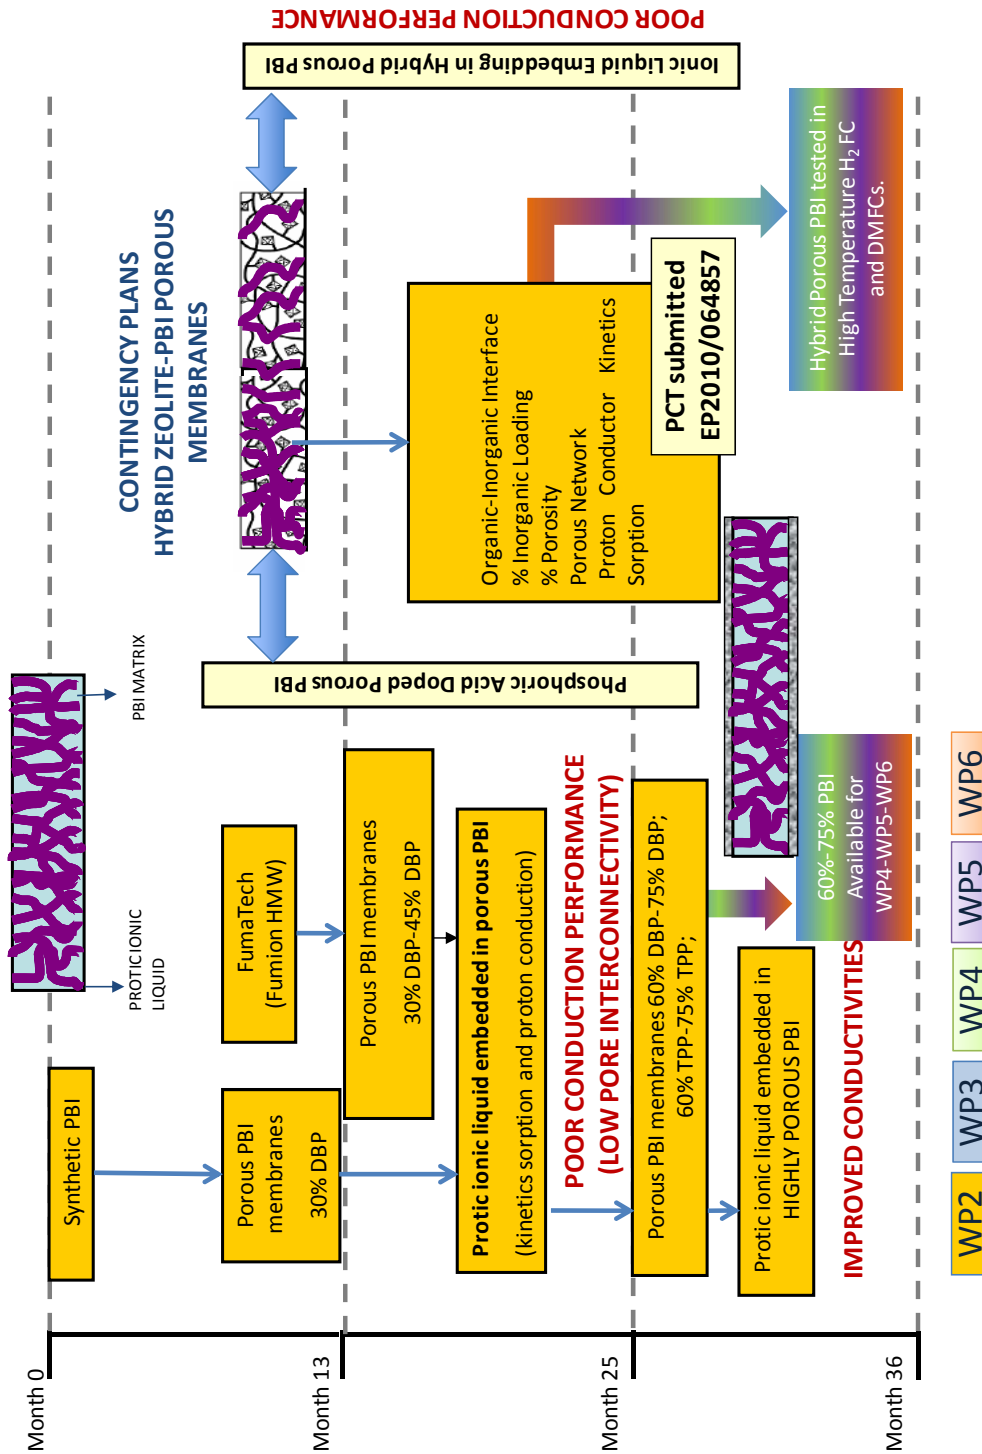 Month 0
Month 13
Month 25
Month 36
Synthetic PBI
PROTICIONIC
LIQUID
PBI MATRIX
Porous PBI
membranes
30% DBP
FumaTech
(Fumion HMW)
Porous PBI membranes
30% DBP-45% DBP
Protic ionic liquid embedded in porous PBI
(kinetics sorption and proton conduction)
POOR CONDUCTION PERFORMANCE
(LOW PORE INTERCONNECTIVITY)
Porous PBI membranes 60% DBP-75% DBP;
60% TPP-75% TPP;
Protic ionic liquid embedded in
HIGHLY POROUS PBI
IMPROVED CONDUCTIVITIES
60%-75% PBI
Available for
WP4-WP5-WP6
Phosphoric Acid Doped Porous PBI
CONTINGENCY PLANS
HYBRID ZEOLITE-PBI POROUS
MEMBRANES
Organic-Inorganic Interface
% Inorganic Loading
% Porosity
Porous Network
Proton Conductor Kinetics
Sorption
PCT submitted
EP2010/064857
Ionic Liquid Embedding in Hybrid Porous PBI
POOR CONDUCTION PERFORMANCE
Hybrid Porous PBI tested in
High Temperature H₂ FC
and DMFCs.
WP2
WP3
WP4
WP5
WP6